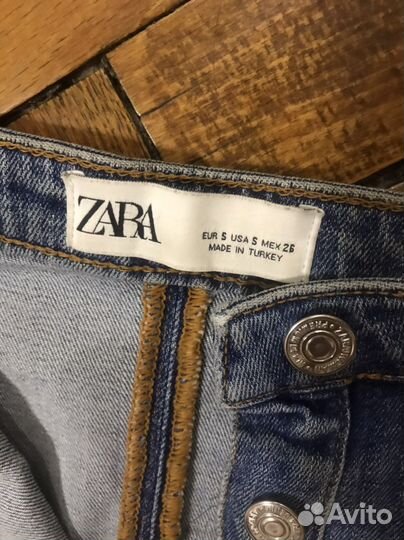 ZARA
EUR S USA S MEX 26
MADE IN TURKEY
Avito